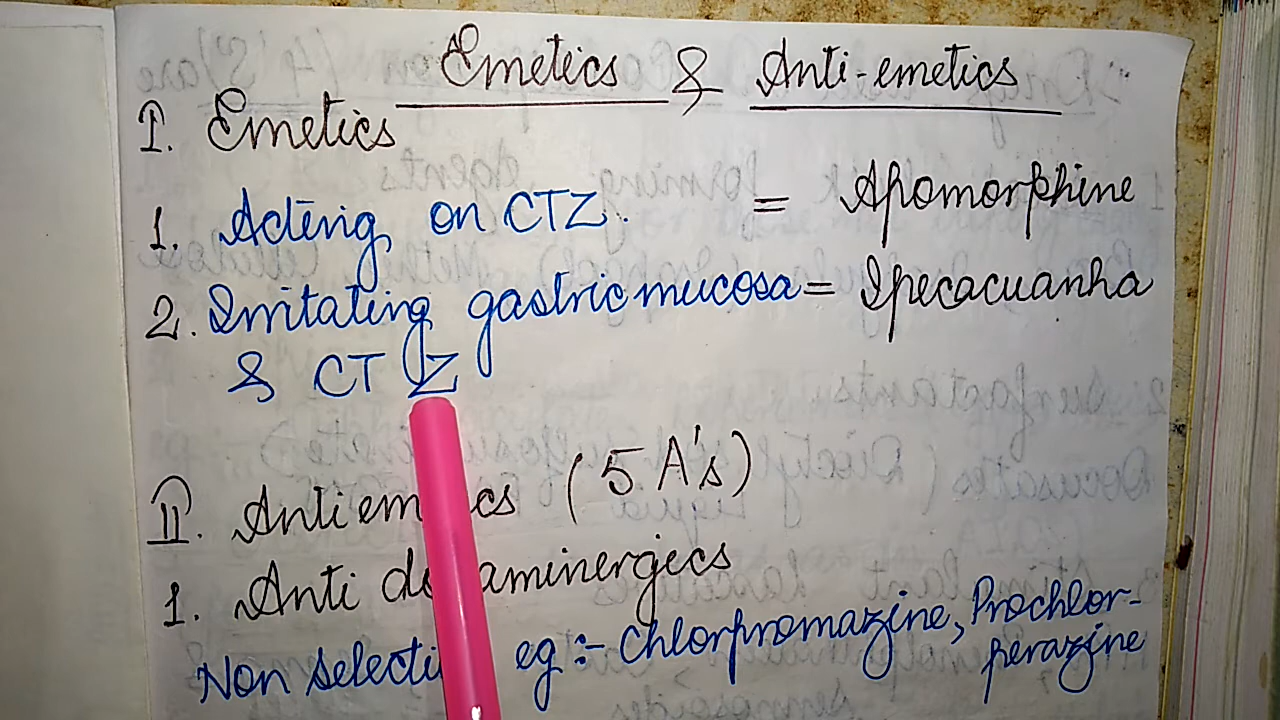 Emetics & Anti-emetics
I. Emetics
1. Acting on CTZ. = Apomorphine
2. Irritating gastric mucosa = Ipecacuanha
& CTZ
II. Antiem cs (5 A's)
1. Anti do aminergics
Non selecti eg:- Chlorpromazine, Prochlor-
perazine